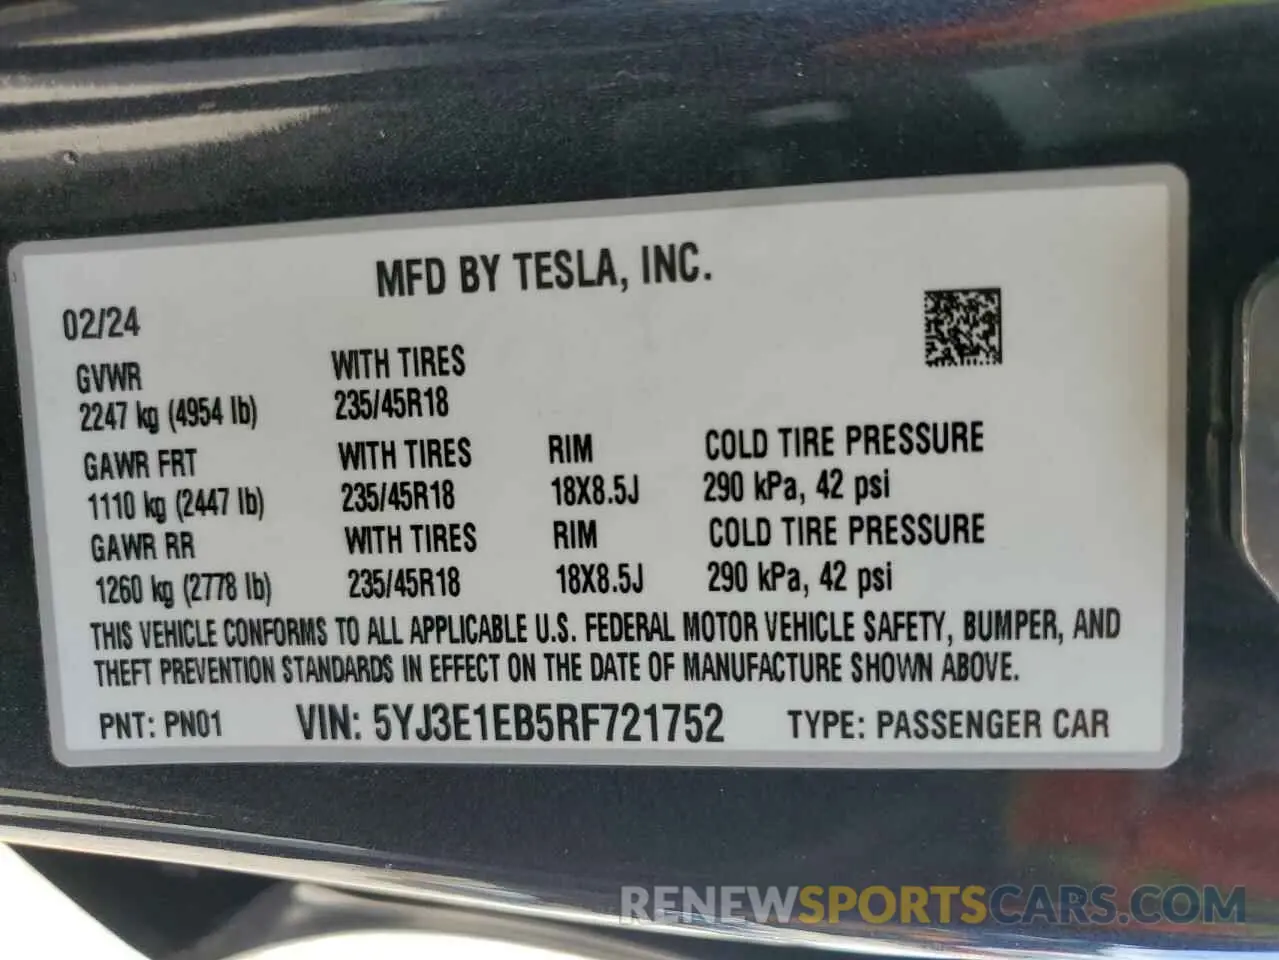 MFD BY TESLA, INC.
02/24
GVWR WITH TIRES
2247 kg (4954 lb) 235/45R18
GAWR FRT WITH TIRES RIM COLD TIRE PRESSURE
1110 kg (2447 lb) 235/45R18 18X8.5J 290 kPa, 42 psi
GAWR RR WITH TIRES RIM COLD TIRE PRESSURE
1260 kg (2778 lb) 235/45R18 18X8.5J 290 kPa, 42 psi
THIS VEHICLE CONFORMS TO ALL APPLICABLE U.S. FEDERAL MOTOR VEHICLE SAFETY, BUMPER, AND
THEFT PREVENTION STANDARDS IN EFFECT ON THE DATE OF MANUFACTURE SHOWN ABOVE.
PNT: PN01 VIN: 5YJ3E1EB5RF721752 TYPE: PASSENGER CAR
RENEWSPORTSCARS.COM